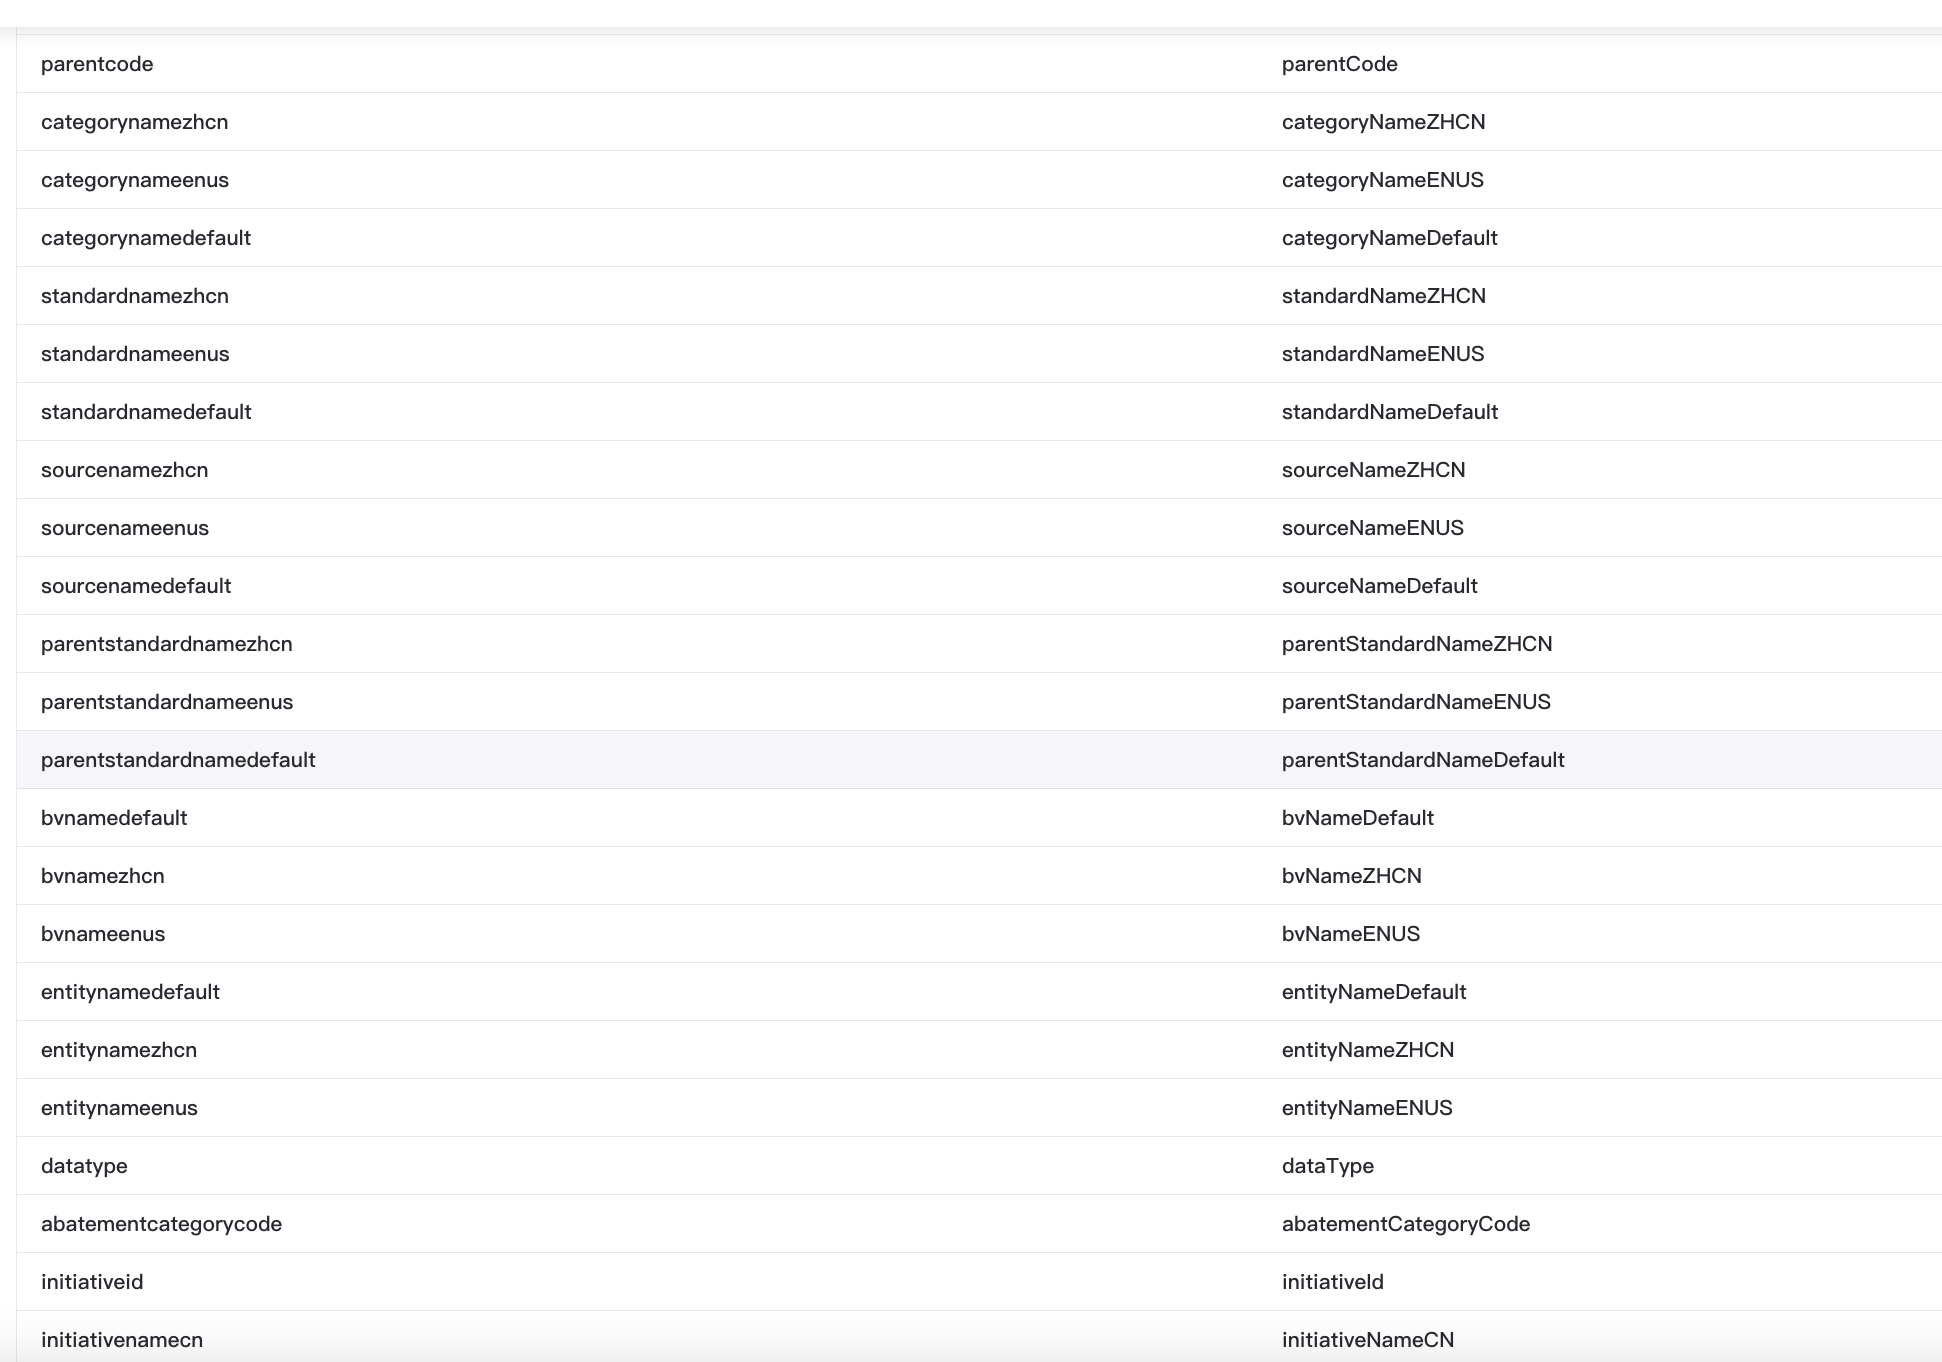 parentcode parentCode
categorynamezhcn categoryNameZHCN
categorynameenus categoryNameENUS
categorynamedefault categoryNameDefault
standardnamezhcn standardNameZHCN
standardnameenus standardNameENUS
standardnamedefault standardNameDefault
sourcenamezhcn sourceNameZHCN
sourcenameenus sourceNameENUS
sourcenamedefault sourceNameDefault
parentstandardnamezhcn parentStandardNameZHCN
parentstandardnameenus parentStandardNameENUS
parentstandardnamedefault parentStandardNameDefault
bvnamedefault bvNameDefault
bvnamezhcn bvNameZHCN
bvnameenus bvNameENUS
entitynamedefault entityNameDefault
entitynamezhcn entityNameZHCN
entitynameenus entityNameENUS
datatype dataType
abatementcategorycode abatementCategoryCode
initiativeid initiativeId
initiativenamecn initiativeNameCN